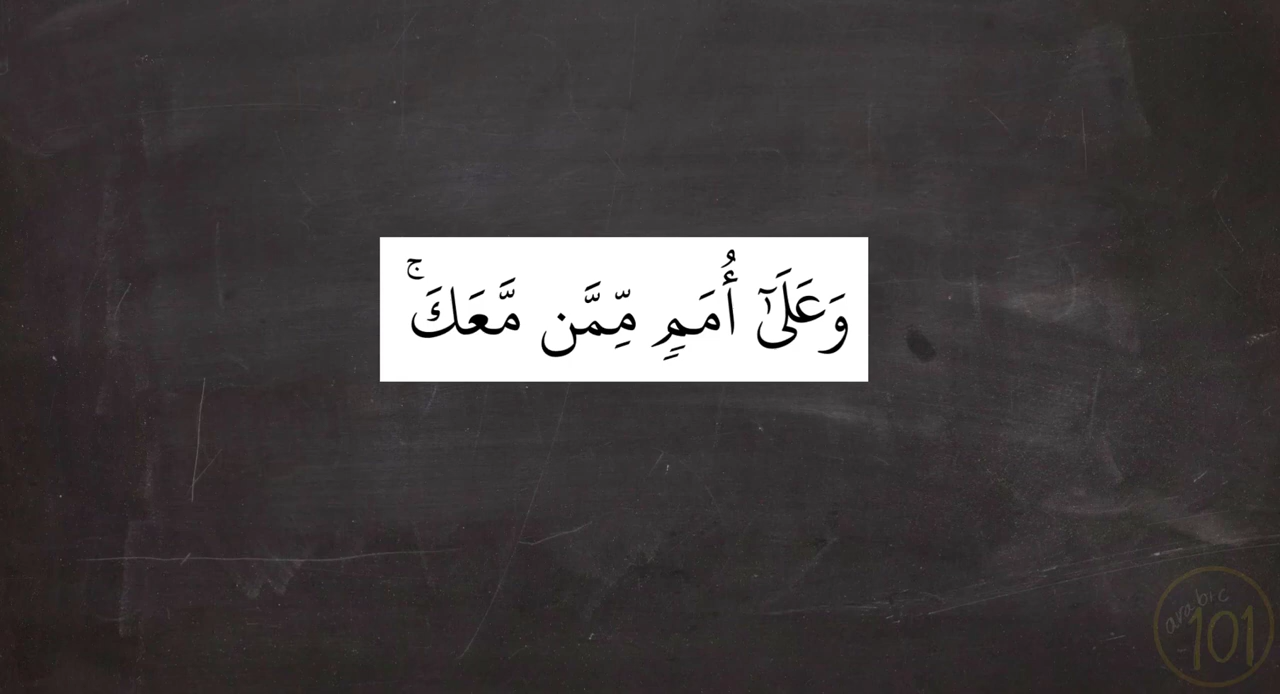 وَعَلَىٰٓ أُمَمٍ مِّمَّن مَّعَكَ ۚ
arabic
101